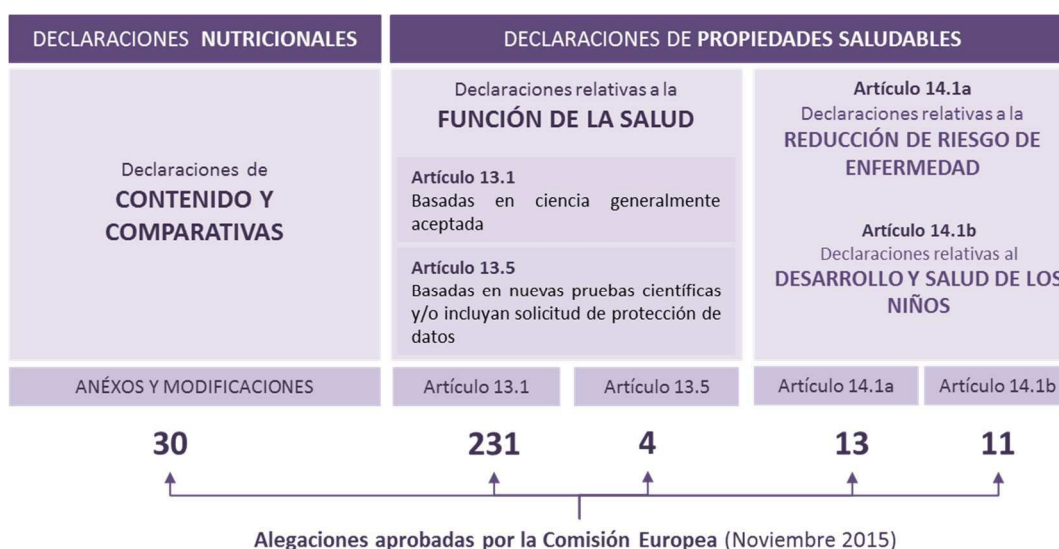 DECLARACIONES NUTRICIONALES
DECLARACIONES DE PROPIEDADES SALUDABLES
Declaraciones de
CONTENIDO Y
COMPARATIVAS
Declaraciones relativas a la
FUNCIÓN DE LA SALUD
Artículo 13.1
Basadas en ciencia generalmente
aceptada
Artículo 13.5
Basadas en nuevas pruebas científicas
y/o incluyan solicitud de protección de
datos
Artículo 14.1a
Declaraciones relativas a la
REDUCCIÓN DE RIESGO DE
ENFERMEDAD
Artículo 14.1b
Declaraciones relativas al
DESARROLLO Y SALUD DE LOS
NIÑOS
ANÉXOS Y MODIFICACIONES
Artículo 13.1
Artículo 13.5
Artículo 14.1a
Artículo 14.1b
30
231
4
13
11
Alegaciones aprobadas por la Comisión Europea (Noviembre 2015)